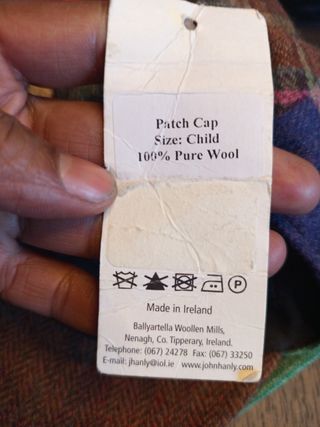 Patch Cap
Size: Child
100% Pure Wool
P
Made in Ireland
Ballyartella Woollen Mills,
Nenagh, Co. Tipperary, Ireland.
Telephone: (067) 24278 Fax: (067) 33250
E-mail: jhanly@iol.ie www.johnhanly.com